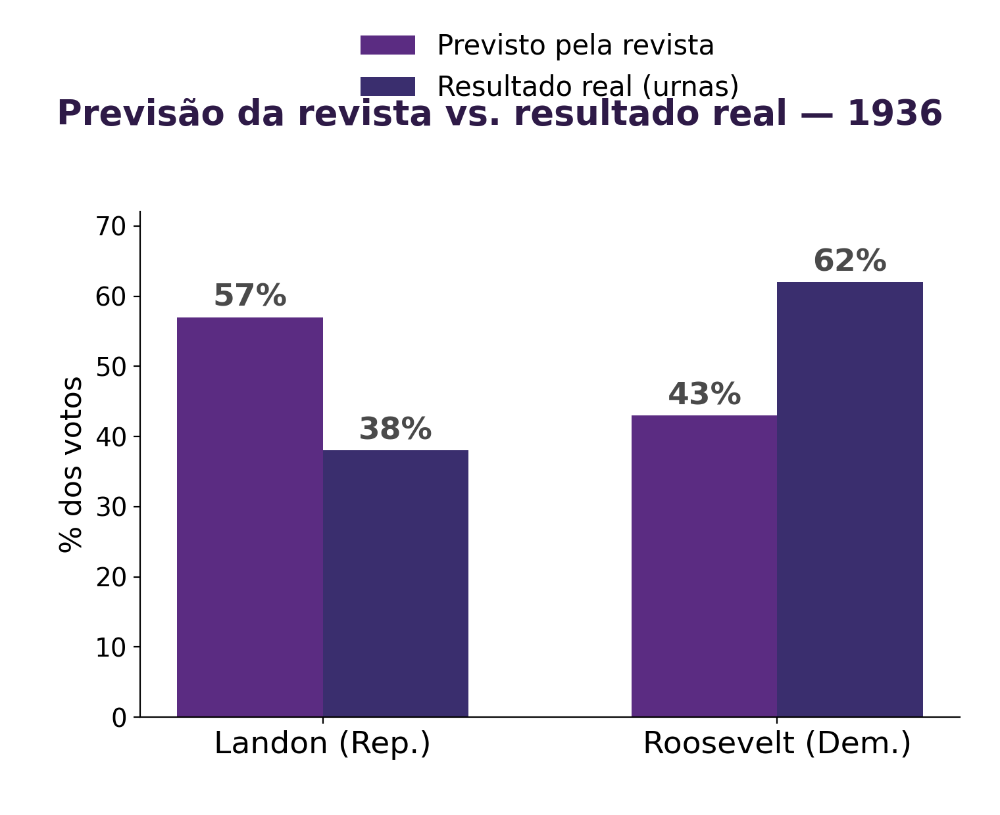 Previsto pela revista
Resultado real (urnas)
Previsão da revista vs. resultado real — 1936
% dos votos
70
60
50
40
30
20
10
0
57%
38%
43%
62%
Landon (Rep.)
Roosevelt (Dem.)